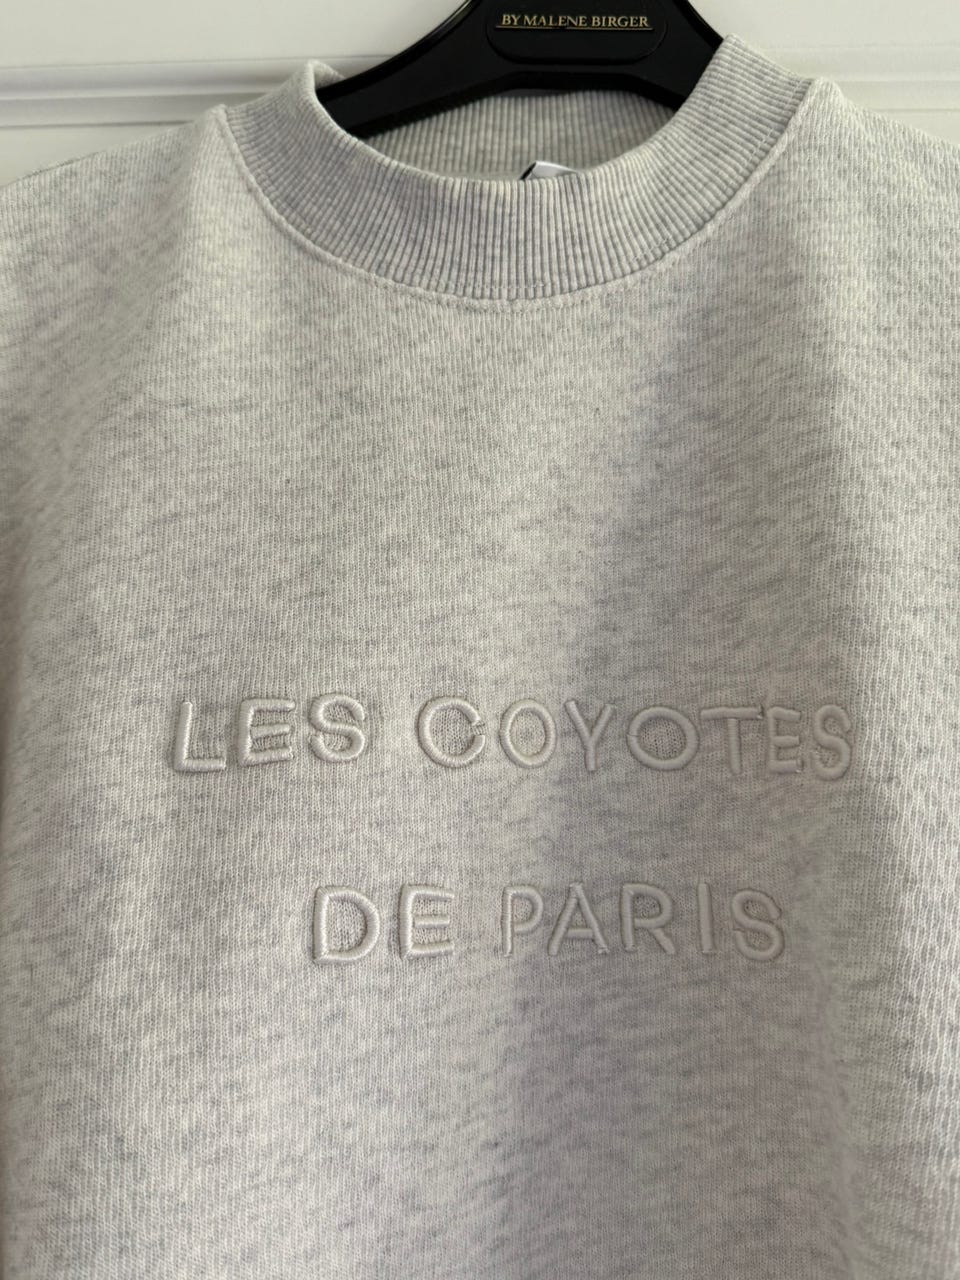 BY MALENE BIRGER
LES COYOTES
DE PARIS